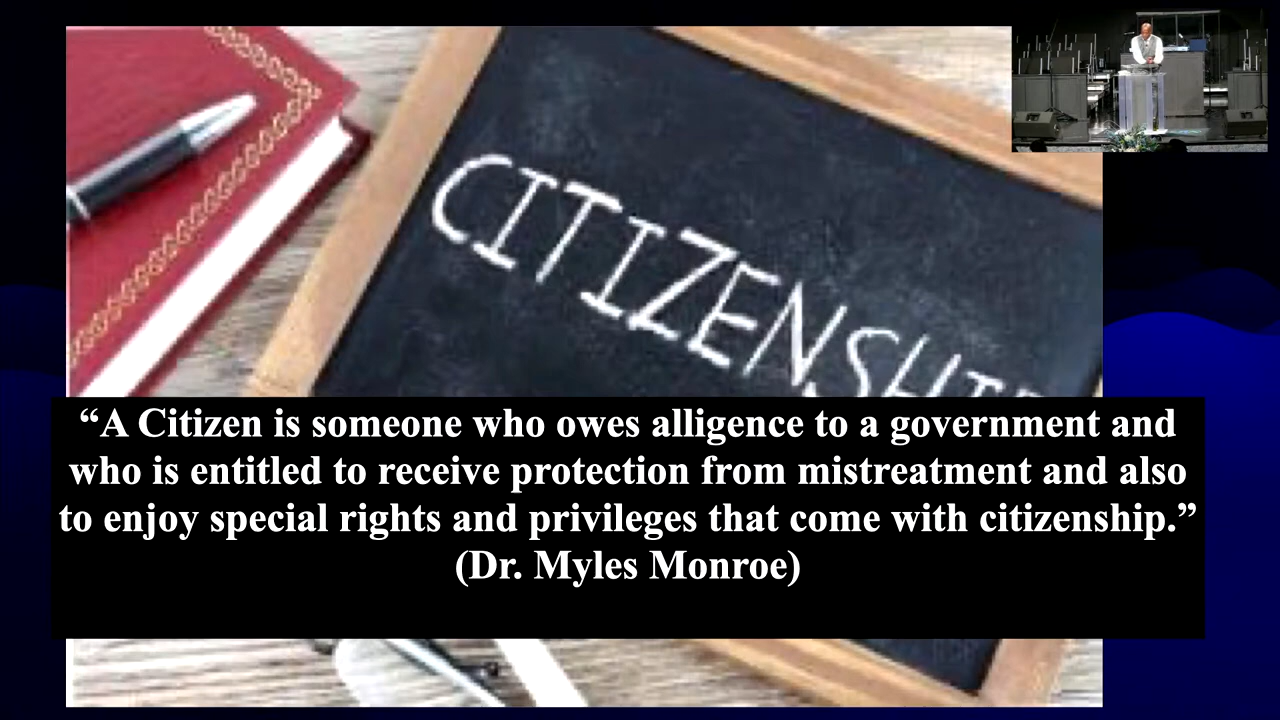 CITIZENSHIP
“A Citizen is someone who owes alligence to a government and
who is entitled to receive protection from mistreatment and also
to enjoy special rights and privileges that come with citizenship.”
(Dr. Myles Monroe)